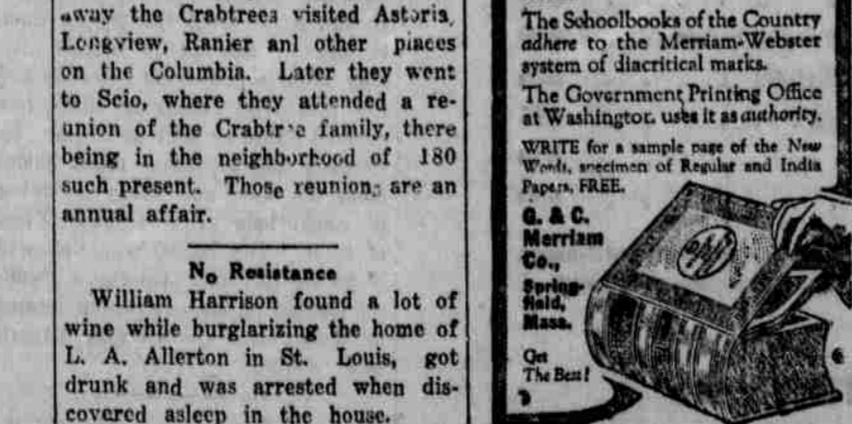 away the Crabtrees visited Astoria,
Longview, Ranier anl other places
on the Columbia. Later they went
to Scio, where they attended a re-
union of the Crabtree family, there
being in the neighborhood of 180
such present. Those reunions are an
annual affair.
No Resistance
William Harrison found a lot of
wine while burglarizing the home of
L. A. Allerton in St. Louis, got
drunk and was arrested when dis-
covered asleep in the house.
The Schoolbooks of the Country
adhere to the Merriam-Webster
system of diacritical marks.
The Government Printing Office
at Washington uses it as authority.
WRITE for a sample page of the New
Words, specimen of Regular and India
Papers, FREE.
G. & C.
Merriam
Co.,
Spring-
field,
Mass.
Get
The Best!